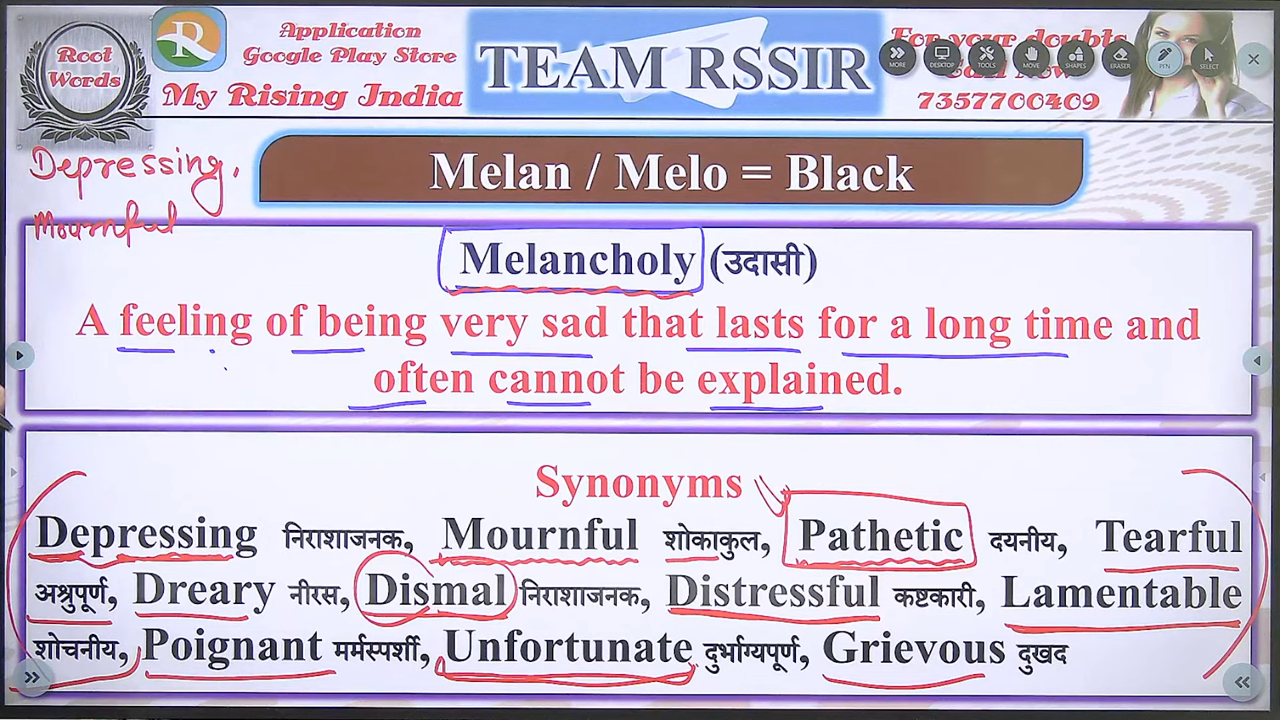 Root
Words
R
Application
Google Play Store
My Rising India
TEAM RSSIR
For your doubts
Now
7357700409
MORE
DESKTOP
TOOLS
MOVE
SHAPES
ERASER
PEN
SELECT
Depressing,
Mournful
Melan / Melo = Black
Melancholy (उदासी)
A feeling of being very sad that lasts for a long time and
often cannot be explained.
Synonyms
Depressing निराशाजनक, Mournful शोकाकुल, Pathetic दयनीय, Tearful
अश्रुपूर्ण, Dreary नीरस, Dismal निराशाजनक, Distressful कष्टकारी, Lamentable
शोचनीय, Poignant मर्मस्पर्शी, Unfortunate दुर्भाग्यपूर्ण, Grievous दुखद